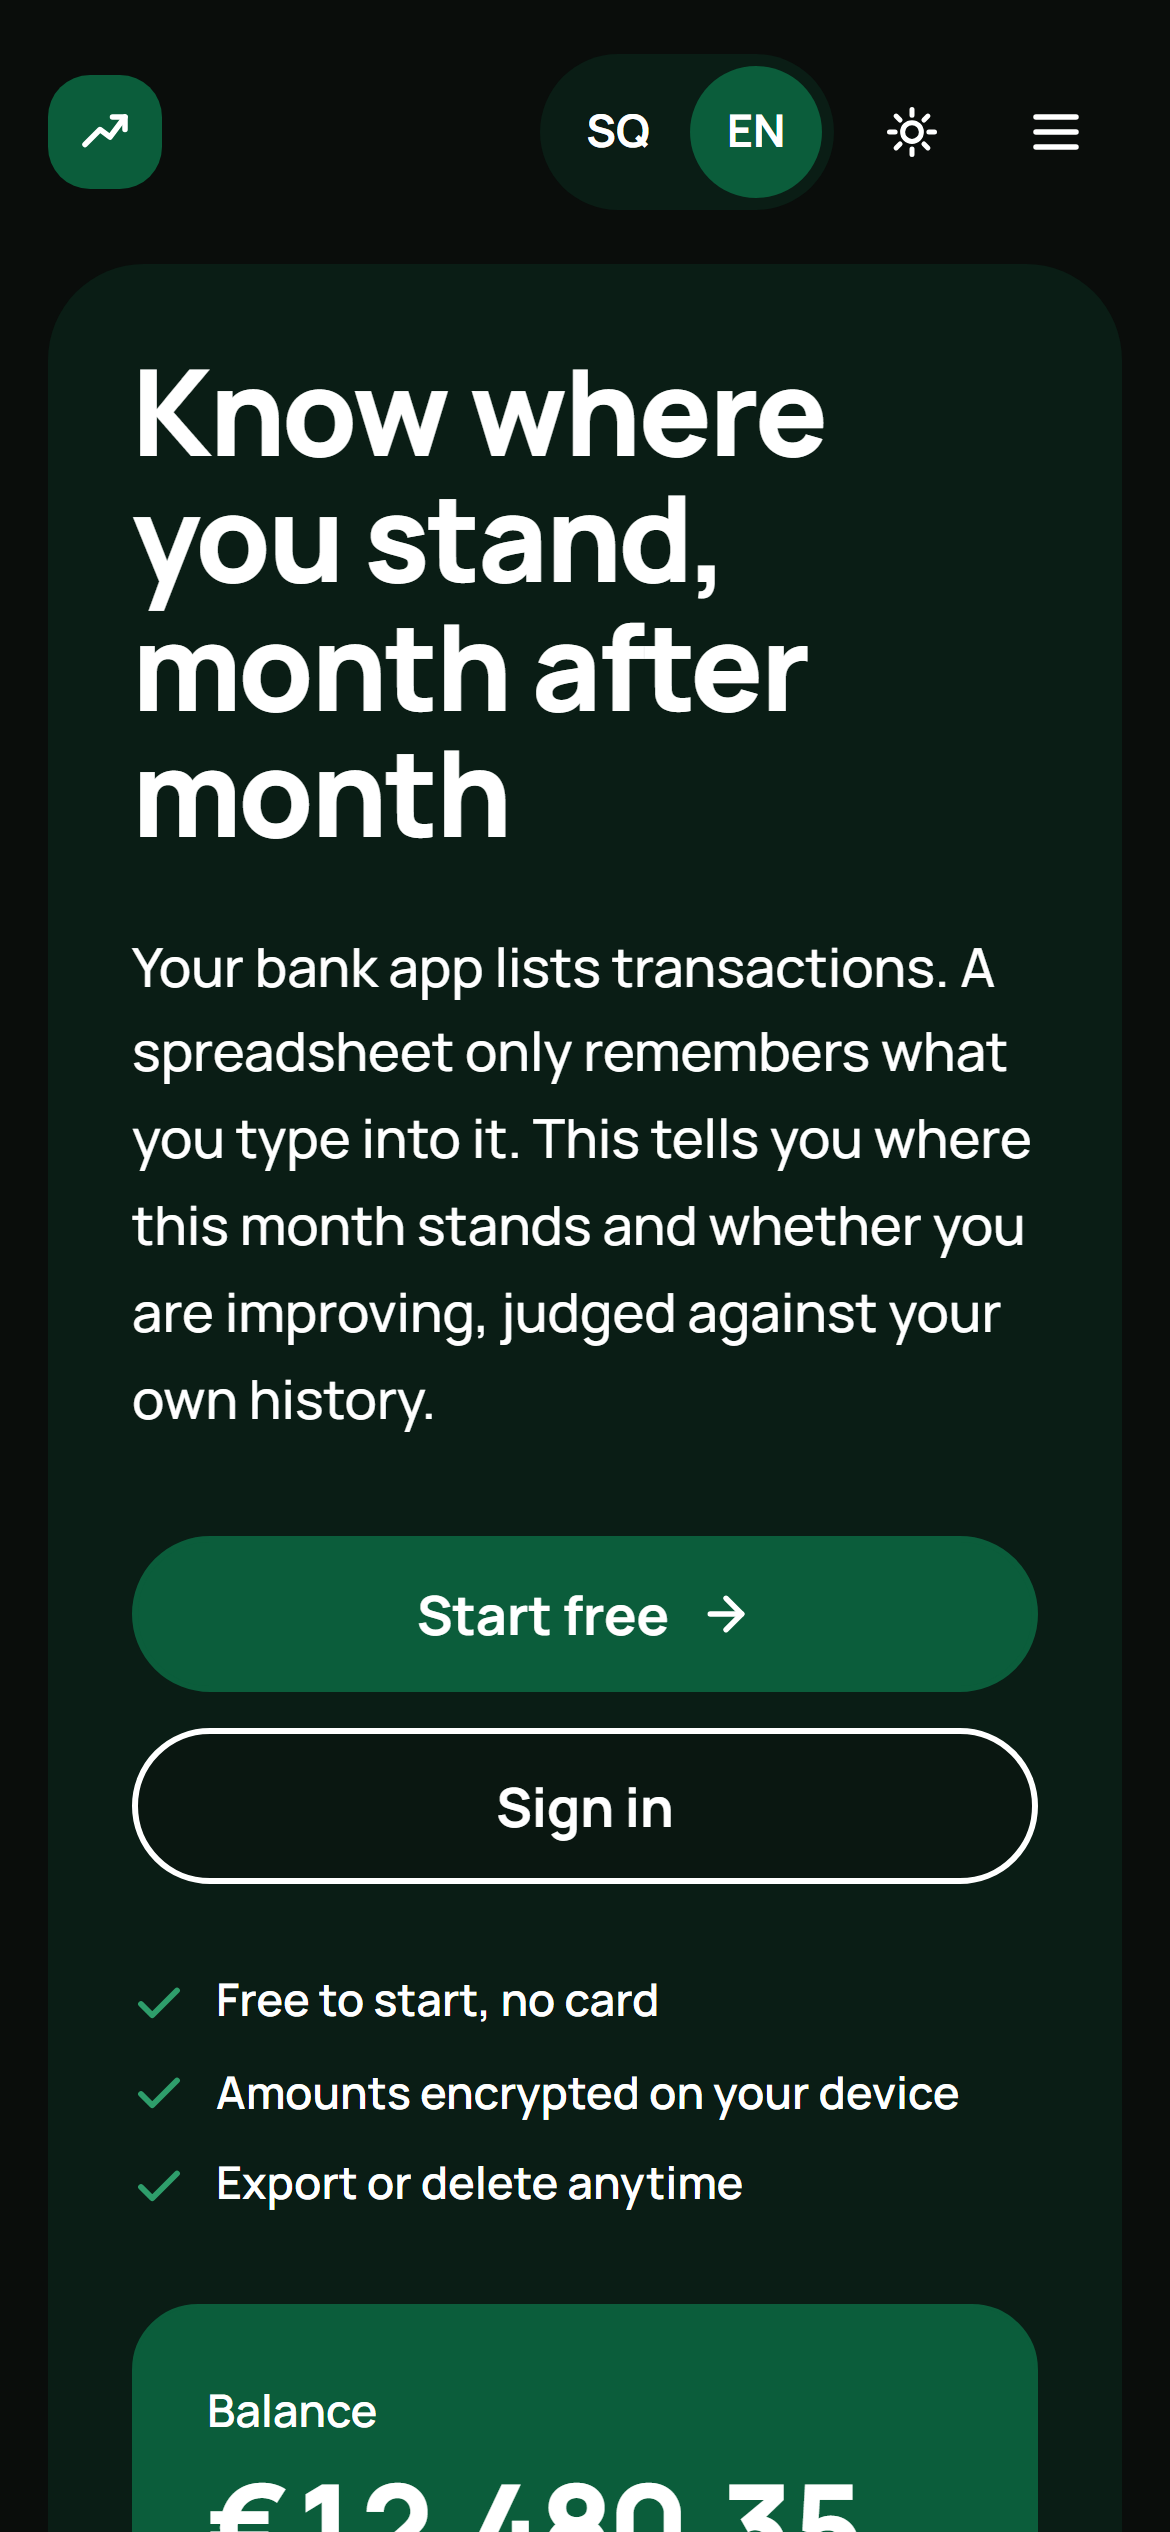 SQ EN
Know where
you stand,
month after
month
Your bank app lists transactions. A
spreadsheet only remembers what
you type into it. This tells you where
this month stands and whether you
are improving, judged against your
own history.
Start free
Sign in
Free to start, no card
Amounts encrypted on your device
Export or delete anytime
Balance
€12,480.35